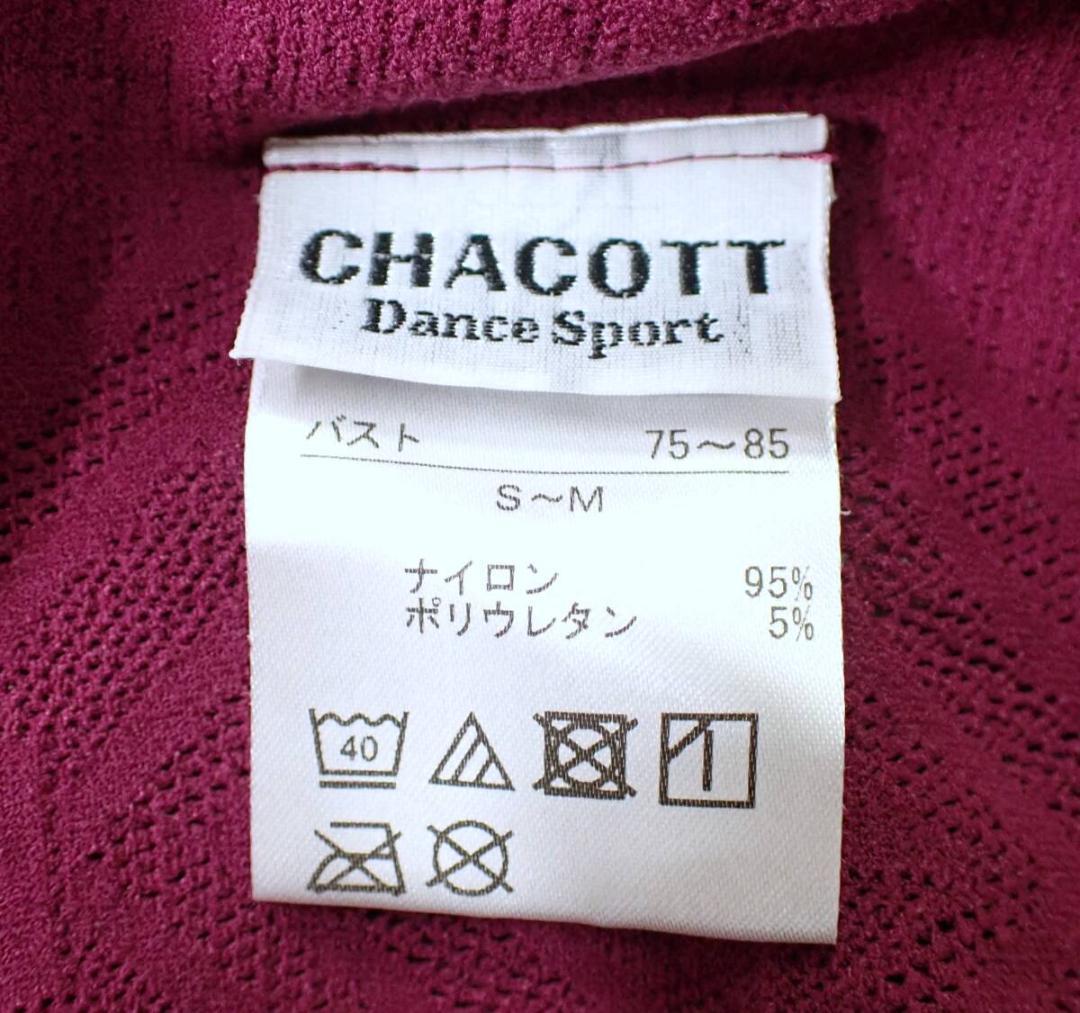 CHACOTT
Dance Sport
バスト 75～85
S～M
ナイロン 95%
ポリウレタン 5%
40